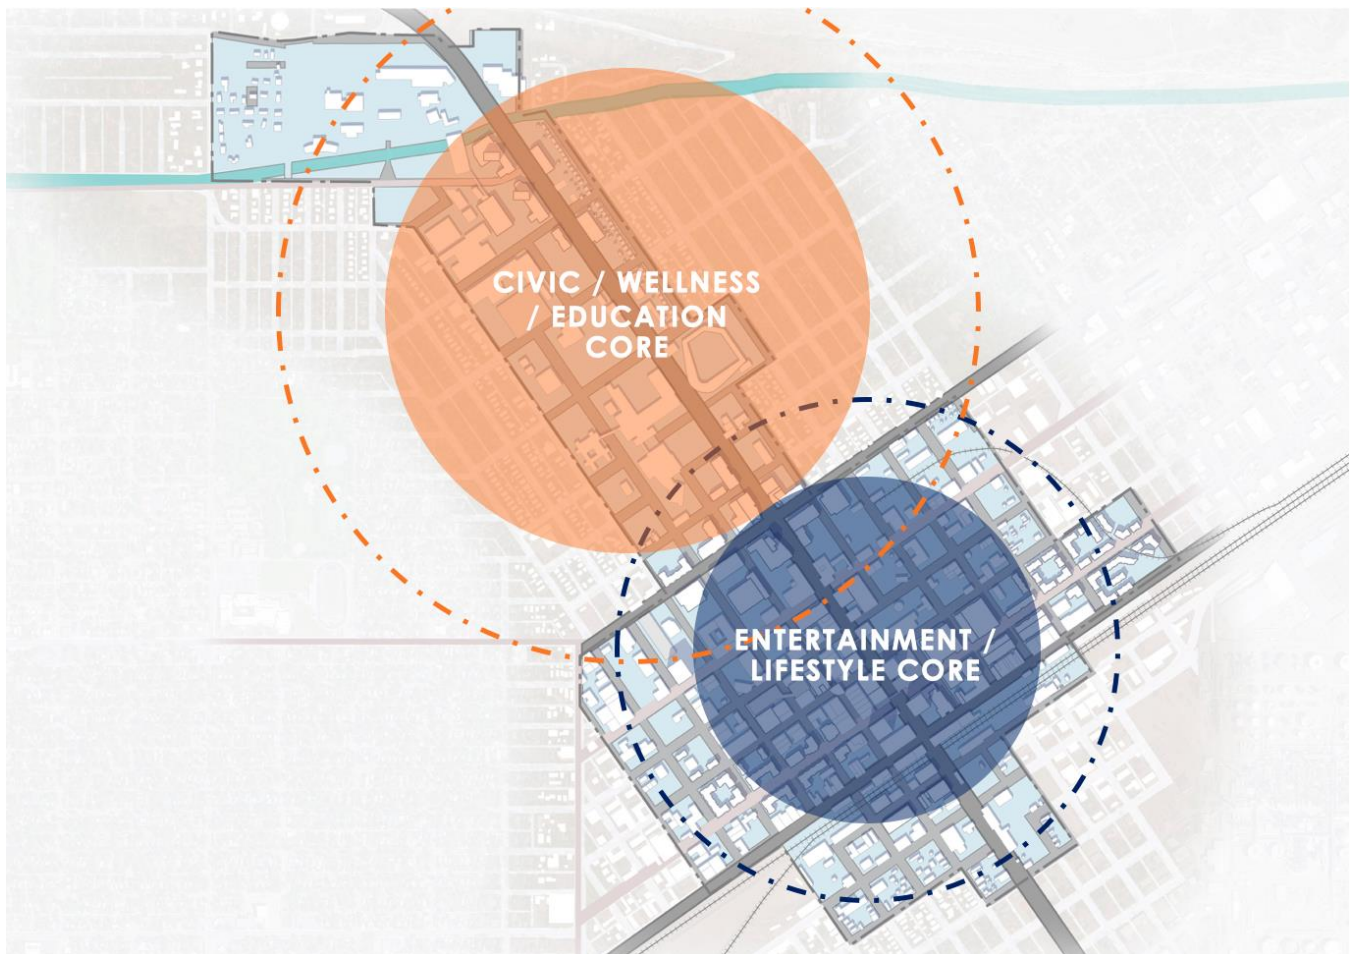 CIVIC / WELLNESS
/ EDUCATION
CORE
ENTERTAINMENT /
LIFESTYLE CORE